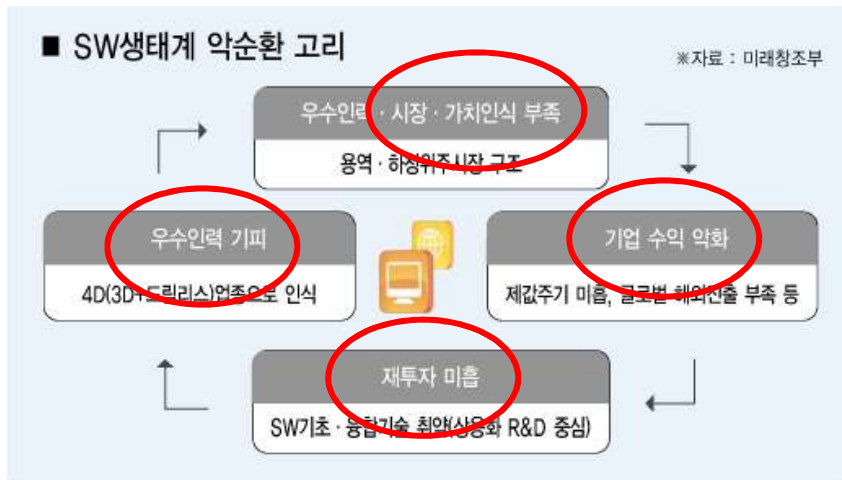 ■ SW생태계 악순환 고리
※자료 : 미래창조부
우수인력 · 시장 · 가치인식 부족
용역 · 하청위주시장 구조
우수인력 기피
4D(3D+드림리스)업종으로 인식
기업 수익 악화
제값주기 미흡, 글로벌 해외진출 부족 등
재투자 미흡
SW기초 · 융합기술 취약(상용화 R&D 중심)